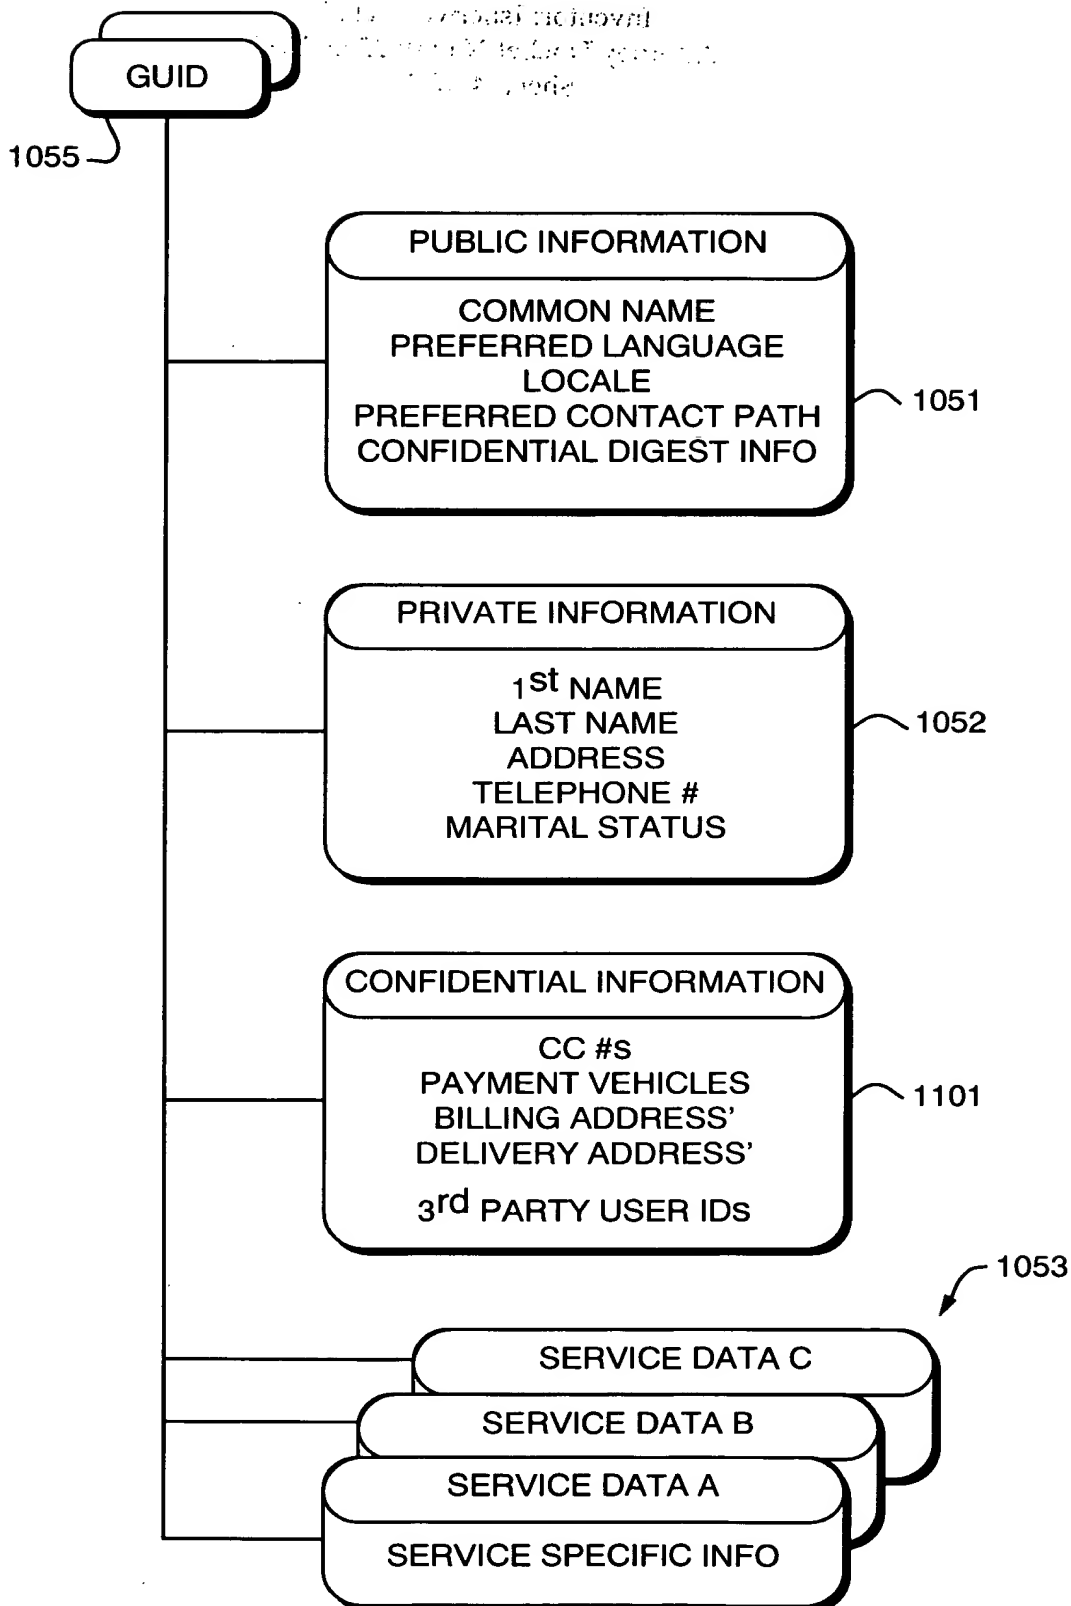 GUID
1055
PUBLIC INFORMATION
COMMON NAME
PREFERRED LANGUAGE
LOCALE
PREFERRED CONTACT PATH
CONFIDENTIAL DIGEST INFO
1051
PRIVATE INFORMATION
1st NAME
LAST NAME
ADDRESS
TELEPHONE #
MARITAL STATUS
1052
CONFIDENTIAL INFORMATION
CC #s
PAYMENT VEHICLES
BILLING ADDRESS'
DELIVERY ADDRESS'
3rd PARTY USER IDs
1101
1053
SERVICE DATA C
SERVICE DATA B
SERVICE DATA A
SERVICE SPECIFIC INFO